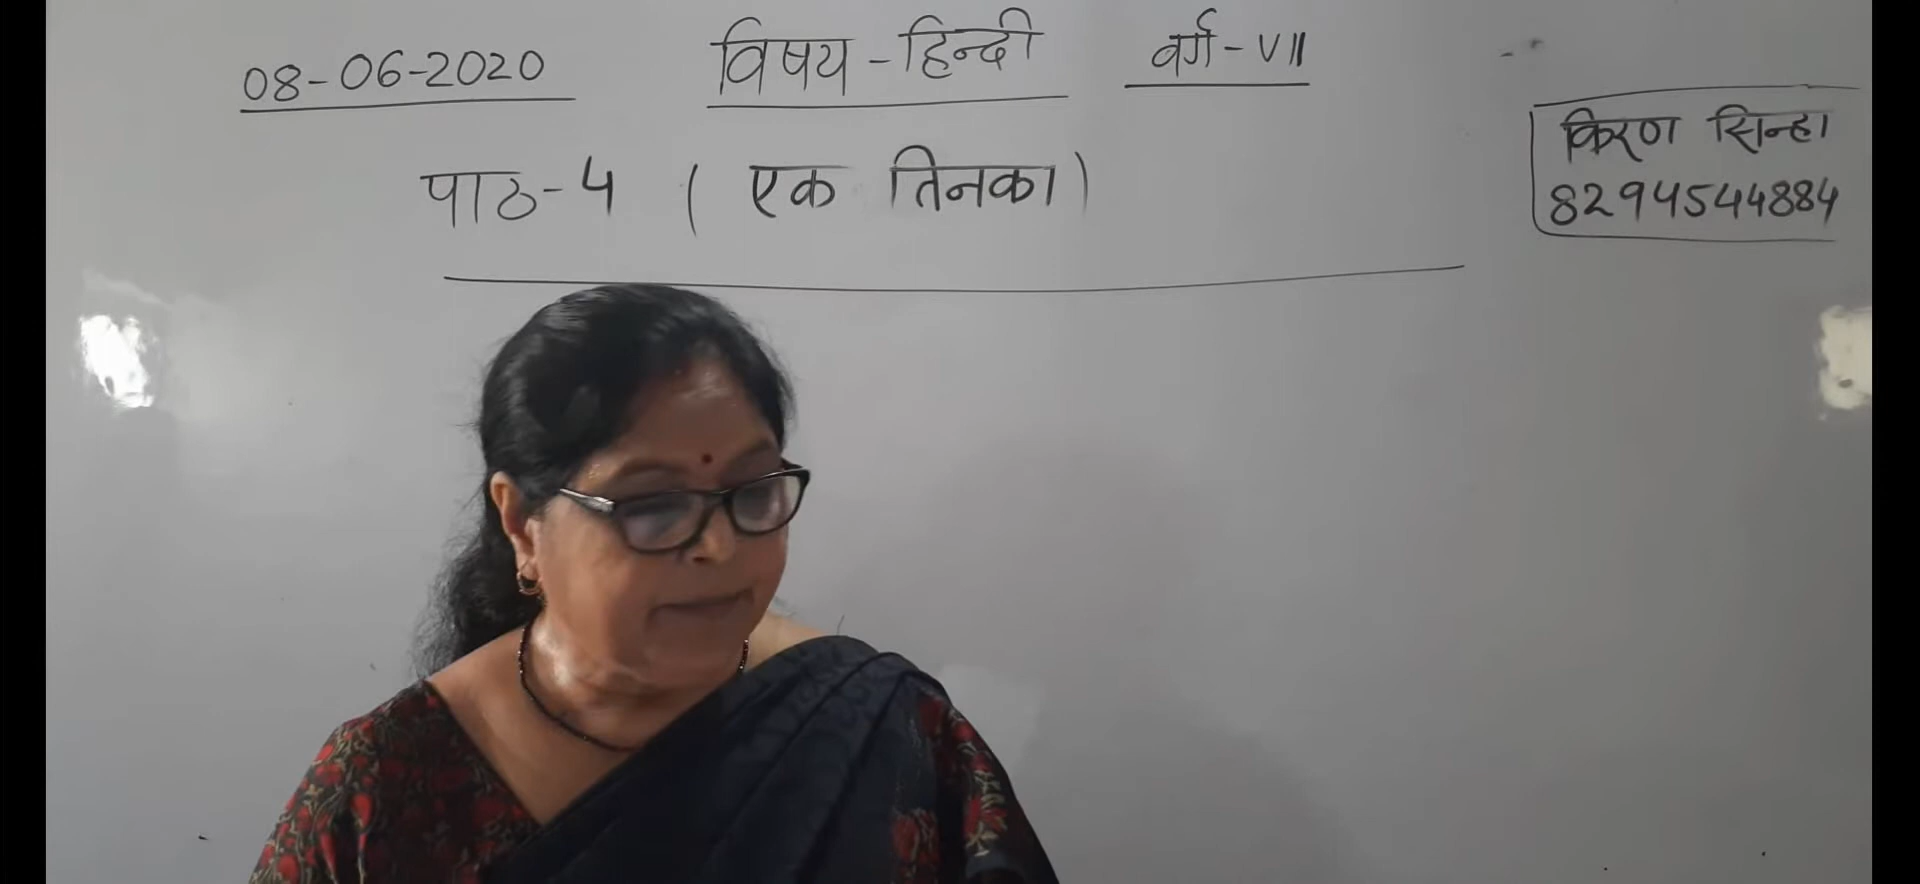 08-06-2020 विषय-हिन्दी वर्ग-VII
पाठ-4 ( एक तिनका)
किरण सिन्हा
8294544884